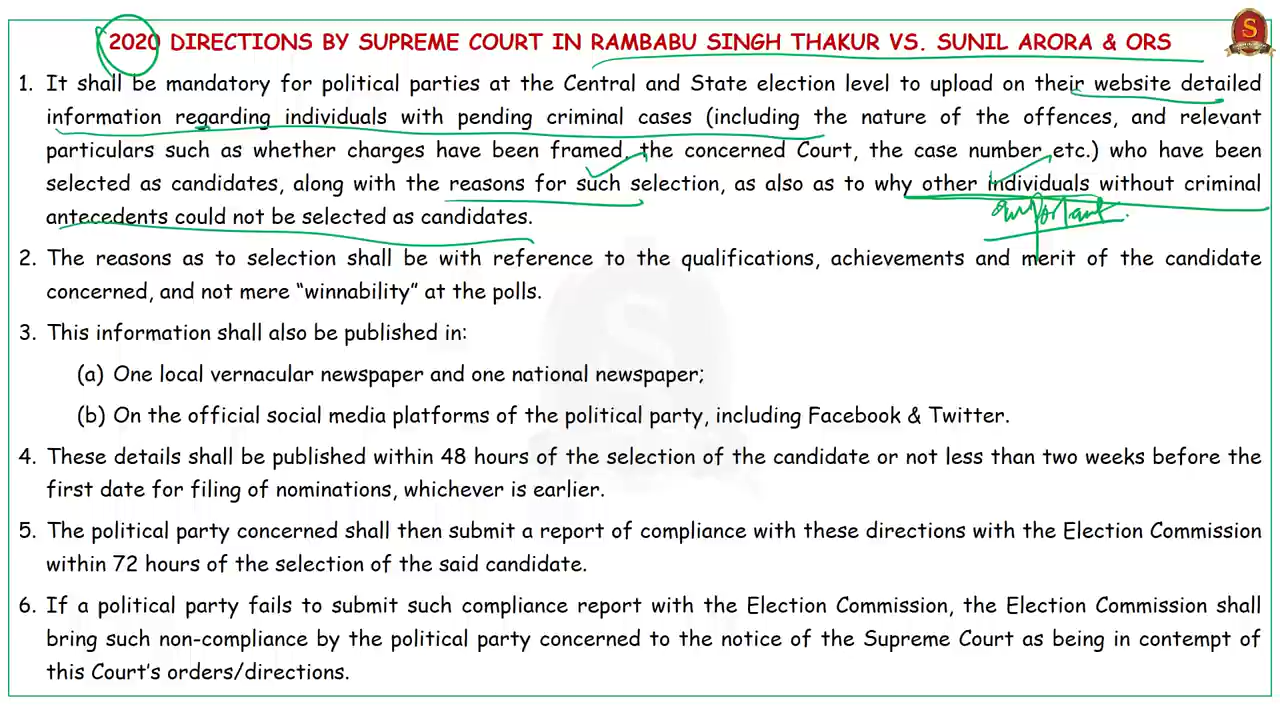 2020 DIRECTIONS BY SUPREME COURT IN RAMBABU SINGH THAKUR VS. SUNIL ARORA & ORS
1. It shall be mandatory for political parties at the Central and State election level to upload on their website detailed
information regarding individuals with pending criminal cases (including the nature of the offences, and relevant
particulars such as whether charges have been framed, the concerned Court, the case number etc.) who have been
selected as candidates, along with the reasons for such selection, as also as to why other individuals without criminal
important.
antecedents could not be selected as candidates.
2. The reasons as to selection shall be with reference to the qualifications, achievements and merit of the candidate
concerned, and not mere “winnability” at the polls.
3. This information shall also be published in:
(a) One local vernacular newspaper and one national newspaper;
(b) On the official social media platforms of the political party, including Facebook & Twitter.
4. These details shall be published within 48 hours of the selection of the candidate or not less than two weeks before the
first date for filing of nominations, whichever is earlier.
5. The political party concerned shall then submit a report of compliance with these directions with the Election Commission
within 72 hours of the selection of the said candidate.
6. If a political party fails to submit such compliance report with the Election Commission, the Election Commission shall
bring such non-compliance by the political party concerned to the notice of the Supreme Court as being in contempt of
this Court’s orders/directions.